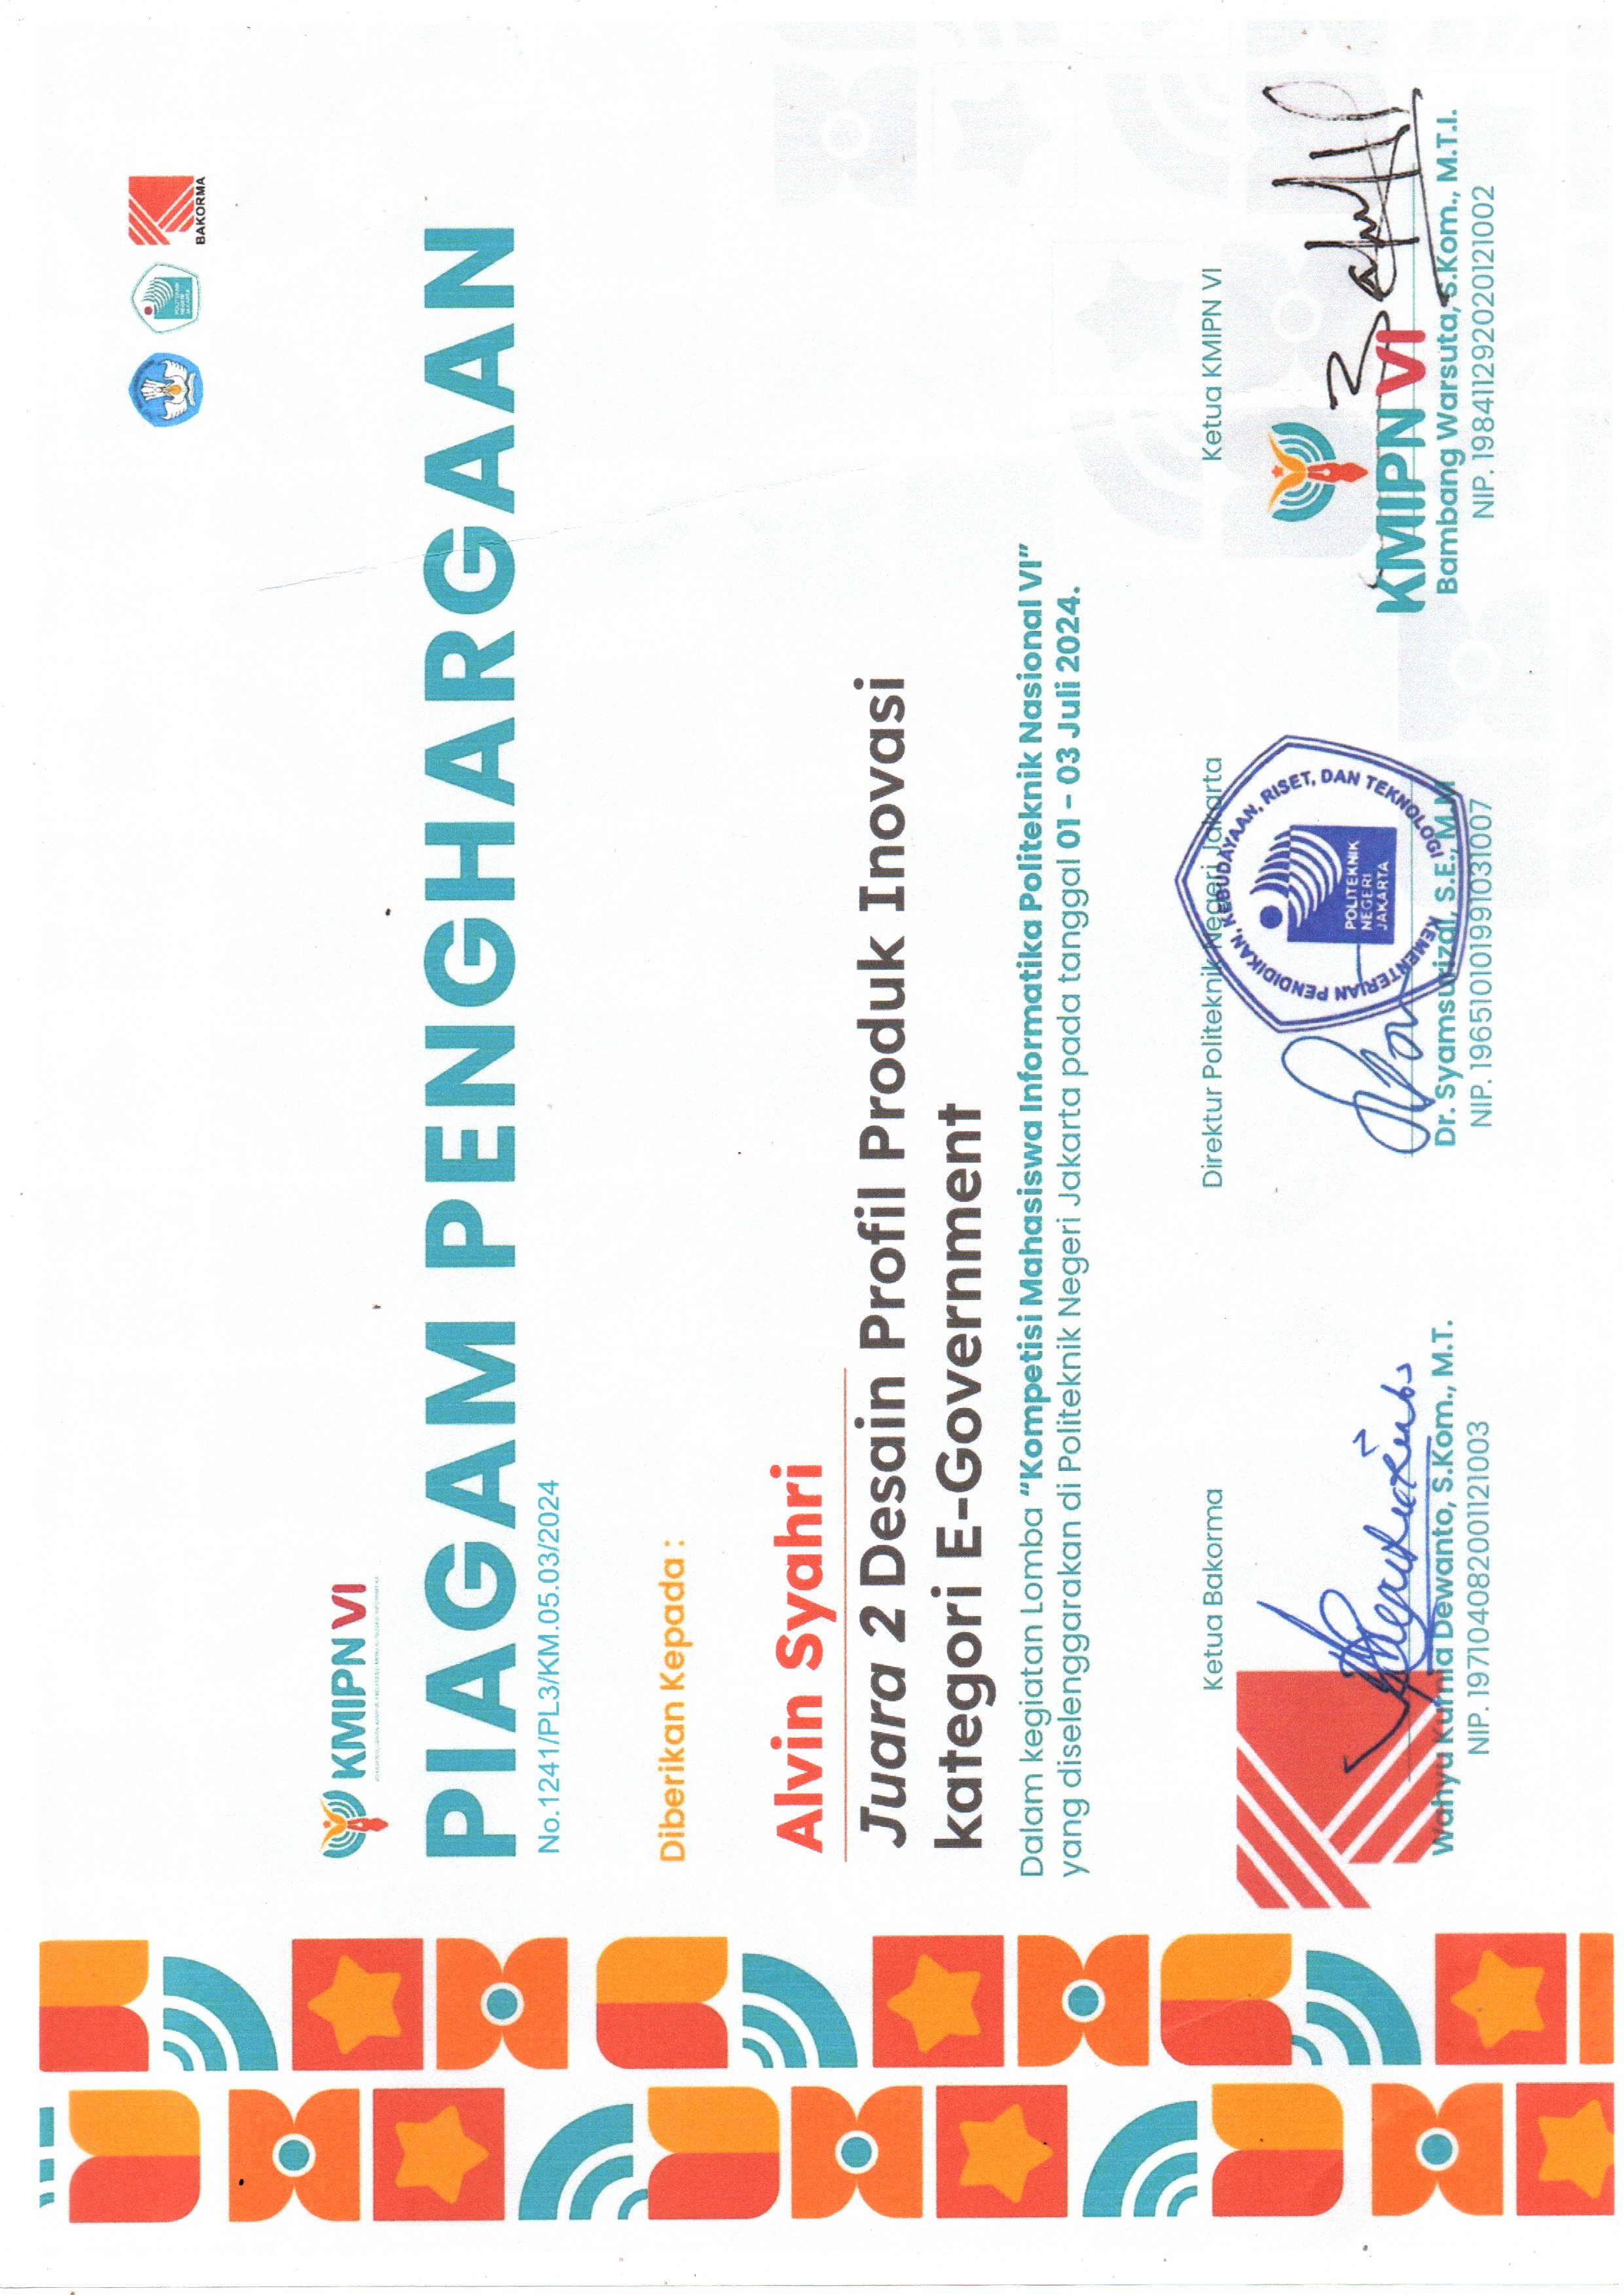 BAKORMA
POLITEKNIK
NEGERI
JAKARTA
KMIPN VI
PIAGAM PENGHARGAAN
No.1241/PL3/KM.05.03/2024
Diberikan Kepada :
Alvin Syahri
Juara 2 Desain Profil Produk Inovasi
kategori E-Government
Dalam kegiatan Lomba “Kompetisi Mahasiswa Informatika Politeknik Nasional VI”
yang diselenggarakan di Politeknik Negeri Jakarta pada tanggal 01 - 03 Juli 2024.
Ketua Bakorma
Direktur Politeknik Negeri Jakarta
Ketua KMIPN VI
KEMENTERIAN PENDIDIKAN, KEBUDAYAAN, RISET, DAN TEKNOLOGI
POLITEKNIK
NEGERI
JAKARTA
KMIPN VI
Wahyu Kurnia Dewanto, S.Kom., M.T.
NIP. 197104082001121003
Dr. Syamsurizal, S.E., M.M
NIP. 196510101991031007
Bambang Warsuta, S.Kom., M.T.I.
NIP. 198411292020121002